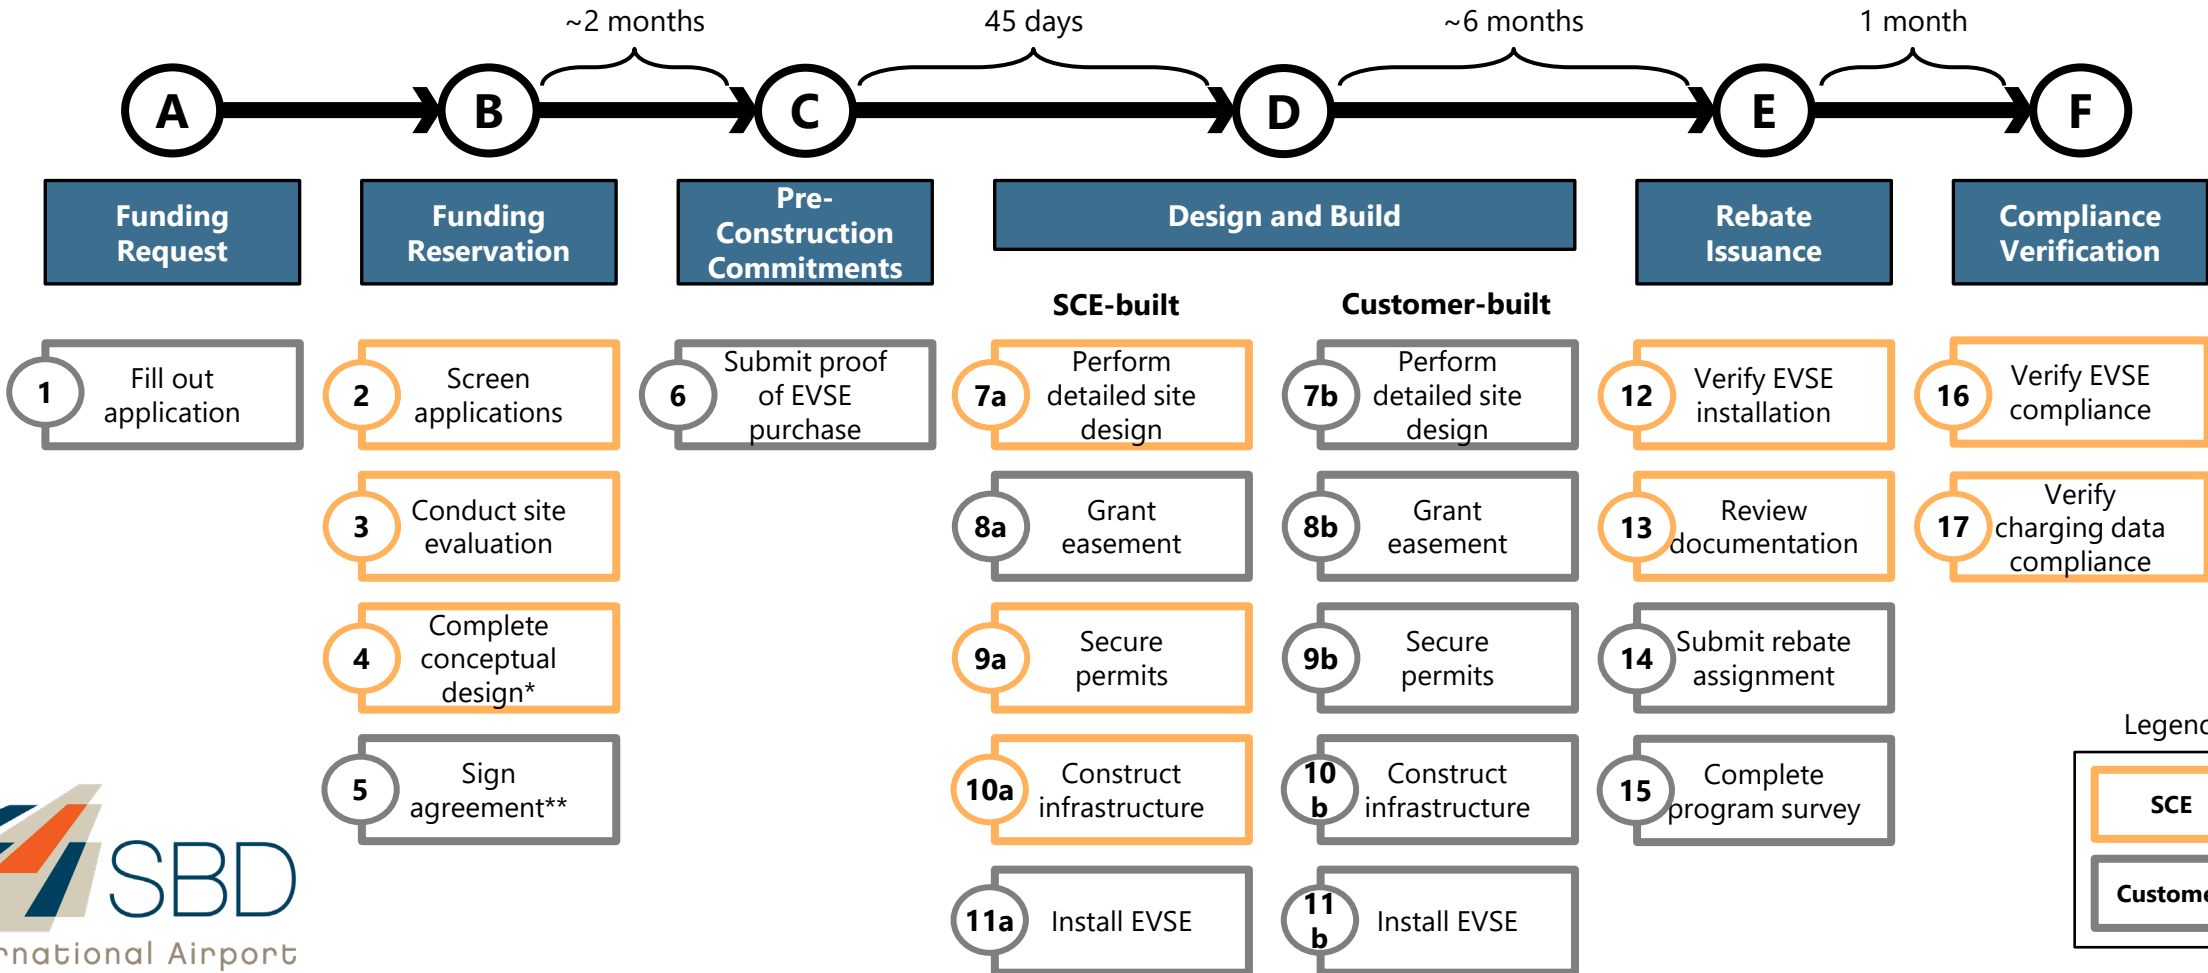 ~2 months
45 days
~6 months
1 month
A
B
C
D
E
F
Funding
Request
Funding
Reservation
Pre-
Construction
Commitments
Design and Build
Rebate
Issuance
Compliance
Verification
SCE-built
Customer-built
1
Fill out
application
2
Screen
applications
3
Conduct site
evaluation
4
Complete
conceptual
design*
5
Sign
agreement**
6
Submit proof
of EVSE
purchase
7a
Perform
detailed site
design
8a
Grant
easement
9a
Secure
permits
10a
Construct
infrastructure
11a
Install EVSE
7b
Perform
detailed site
design
8b
Grant
easement
9b
Secure
permits
10
b
Construct
infrastructure
11
b
Install EVSE
12
Verify EVSE
installation
13
Review
documentation
14
Submit rebate
assignment
15
Complete
program survey
16
Verify EVSE
compliance
17
Verify
charging data
compliance
Legend
SCE
Custome
SBD
rnational Airport